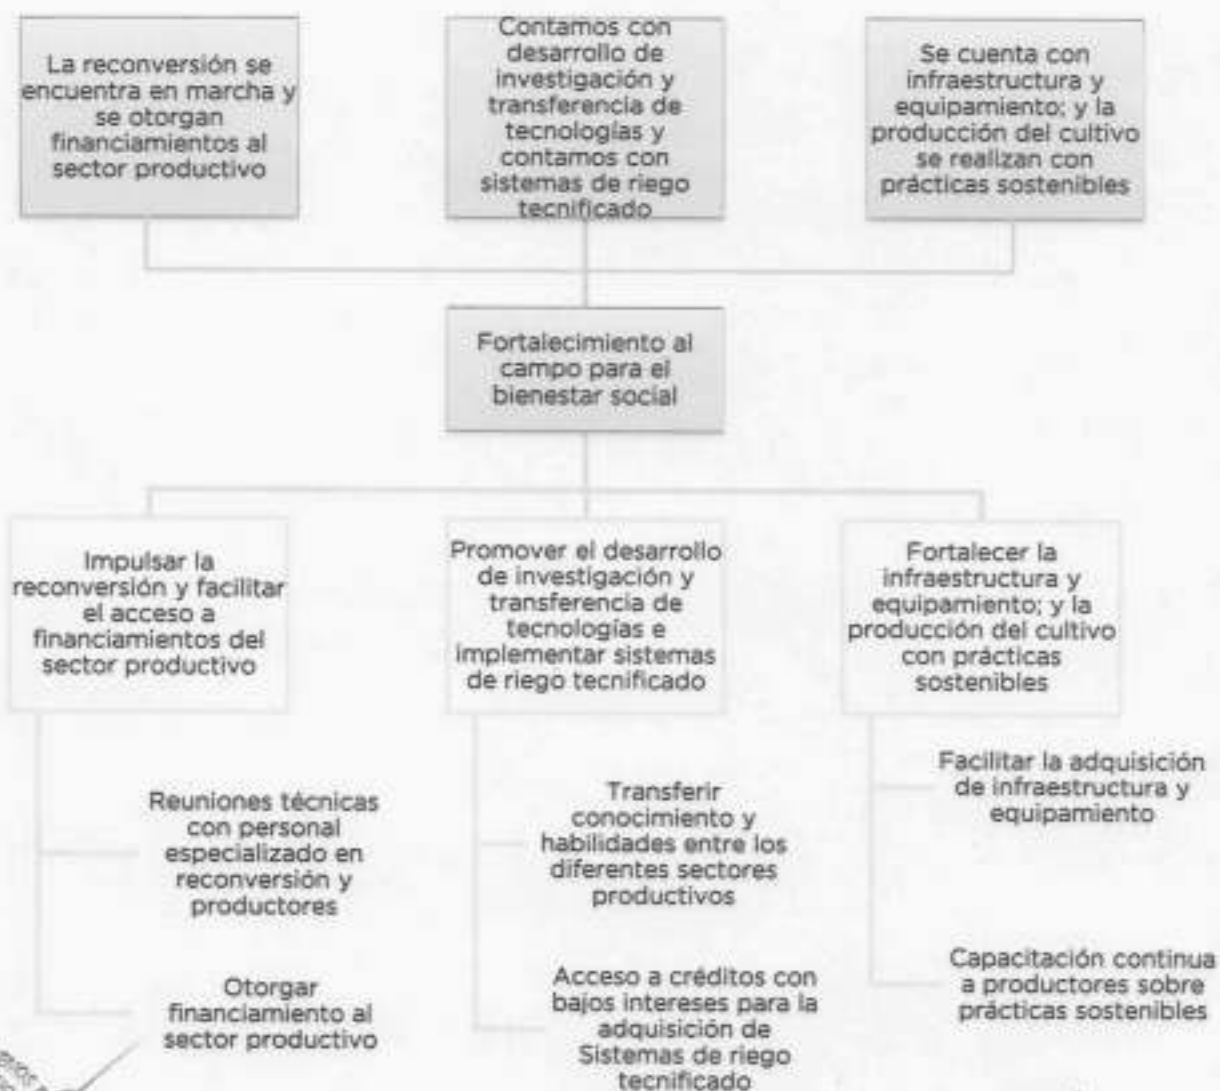 La reconversión se
encuentra en marcha y
se otorgan
financiamientos al
sector productivo
Contamos con
desarrollo de
investigación y
transferencia de
tecnologías y
contamos con
sistemas de riego
tecnificado
Se cuenta con
infraestructura y
equipamiento; y la
producción del cultivo
se realizan con
prácticas sostenibles
Fortalecimiento al
campo para el
bienestar social
Impulsar la
reconversión y facilitar
el acceso a
financiamientos del
sector productivo
Promover el desarrollo
de investigación y
transferencia de
tecnologías e
implementar sistemas
de riego tecnificado
Fortalecer la
infraestructura y
equipamiento; y la
producción del cultivo
con prácticas
sostenibles
Reuniones técnicas
con personal
especializado en
reconversión y
productores
Otorgar
financiamiento al
sector productivo
Transferir
conocimiento y
habilidades entre los
diferentes sectores
productivos
Acceso a créditos con
bajos intereses para la
adquisición de
Sistemas de riego
tecnificado
Facilitar la adquisición
de infraestructura y
equipamiento
Capacitación continua
a productores sobre
prácticas sostenibles